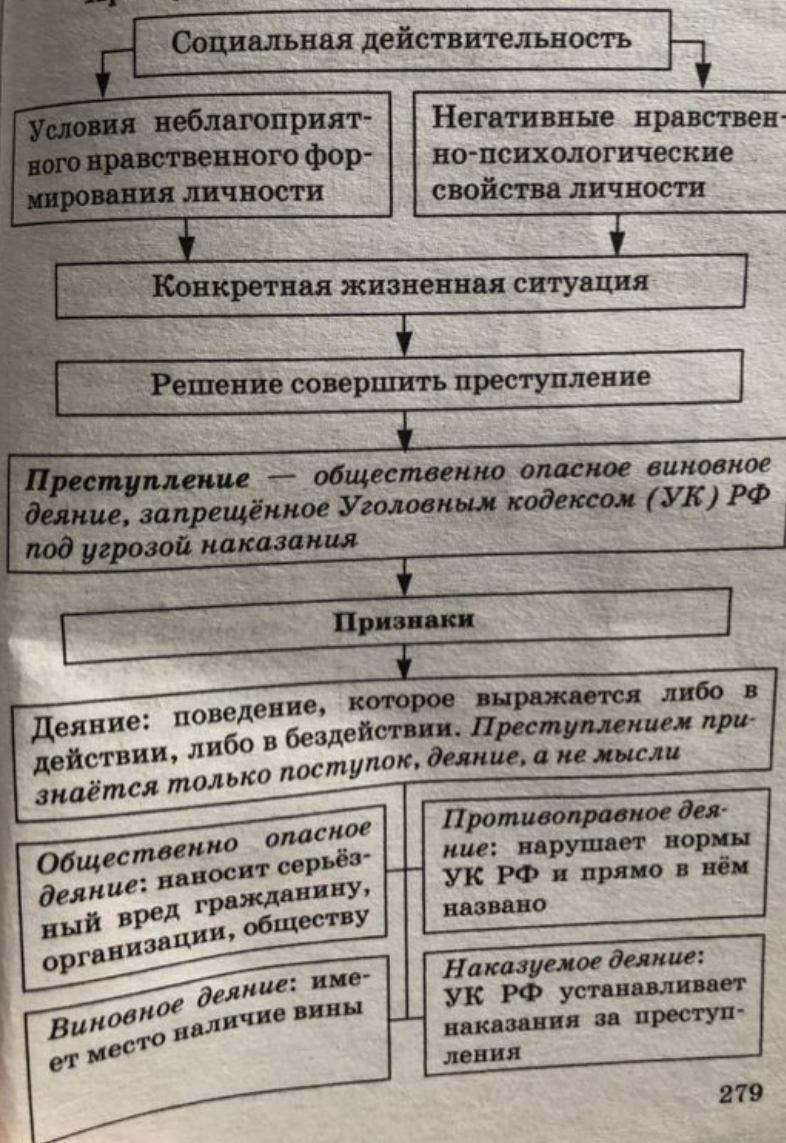 Социальная действительность
Условия неблагоприят-
ного нравственного фор-
мирования личности
Негативные нравствен-
но-психологические
свойства личности
Конкретная жизненная ситуация
Решение совершить преступление
Преступление — общественно опасное виновное
деяние, запрещённое Уголовным кодексом (УК) РФ
под угрозой наказания
Признаки
Деяние: поведение, которое выражается либо в
действии, либо в бездействии. Преступлением при-
знаётся только поступок, деяние, а не мысли
Общественно опасное
деяние: наносит серьёз-
ный вред гражданину,
организации, обществу
Противоправное дея-
ние: нарушает нормы
УК РФ и прямо в нём
названо
Виновное деяние: име-
ет место наличие вины
Наказуемое деяние:
УК РФ устанавливает
наказания за преступ-
ления
279